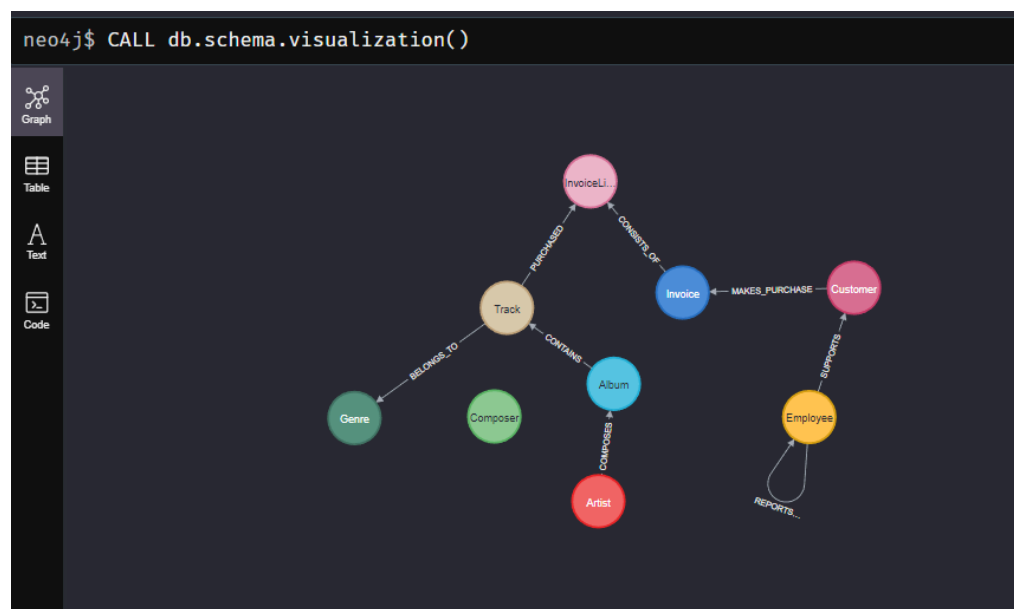 neo4j$ CALL db.schema.visualization()
Graph
Table
Text
Code
InvoiceLi...
PURCHASED
CONSISTS_OF
Invoice
MAKES_PURCHASE
Customer
Track
BELONGS_TO
CONTAINS
SUPPORTS
Album
Genre
Composer
COMPOSES
Employee
Artist
REPORTS...